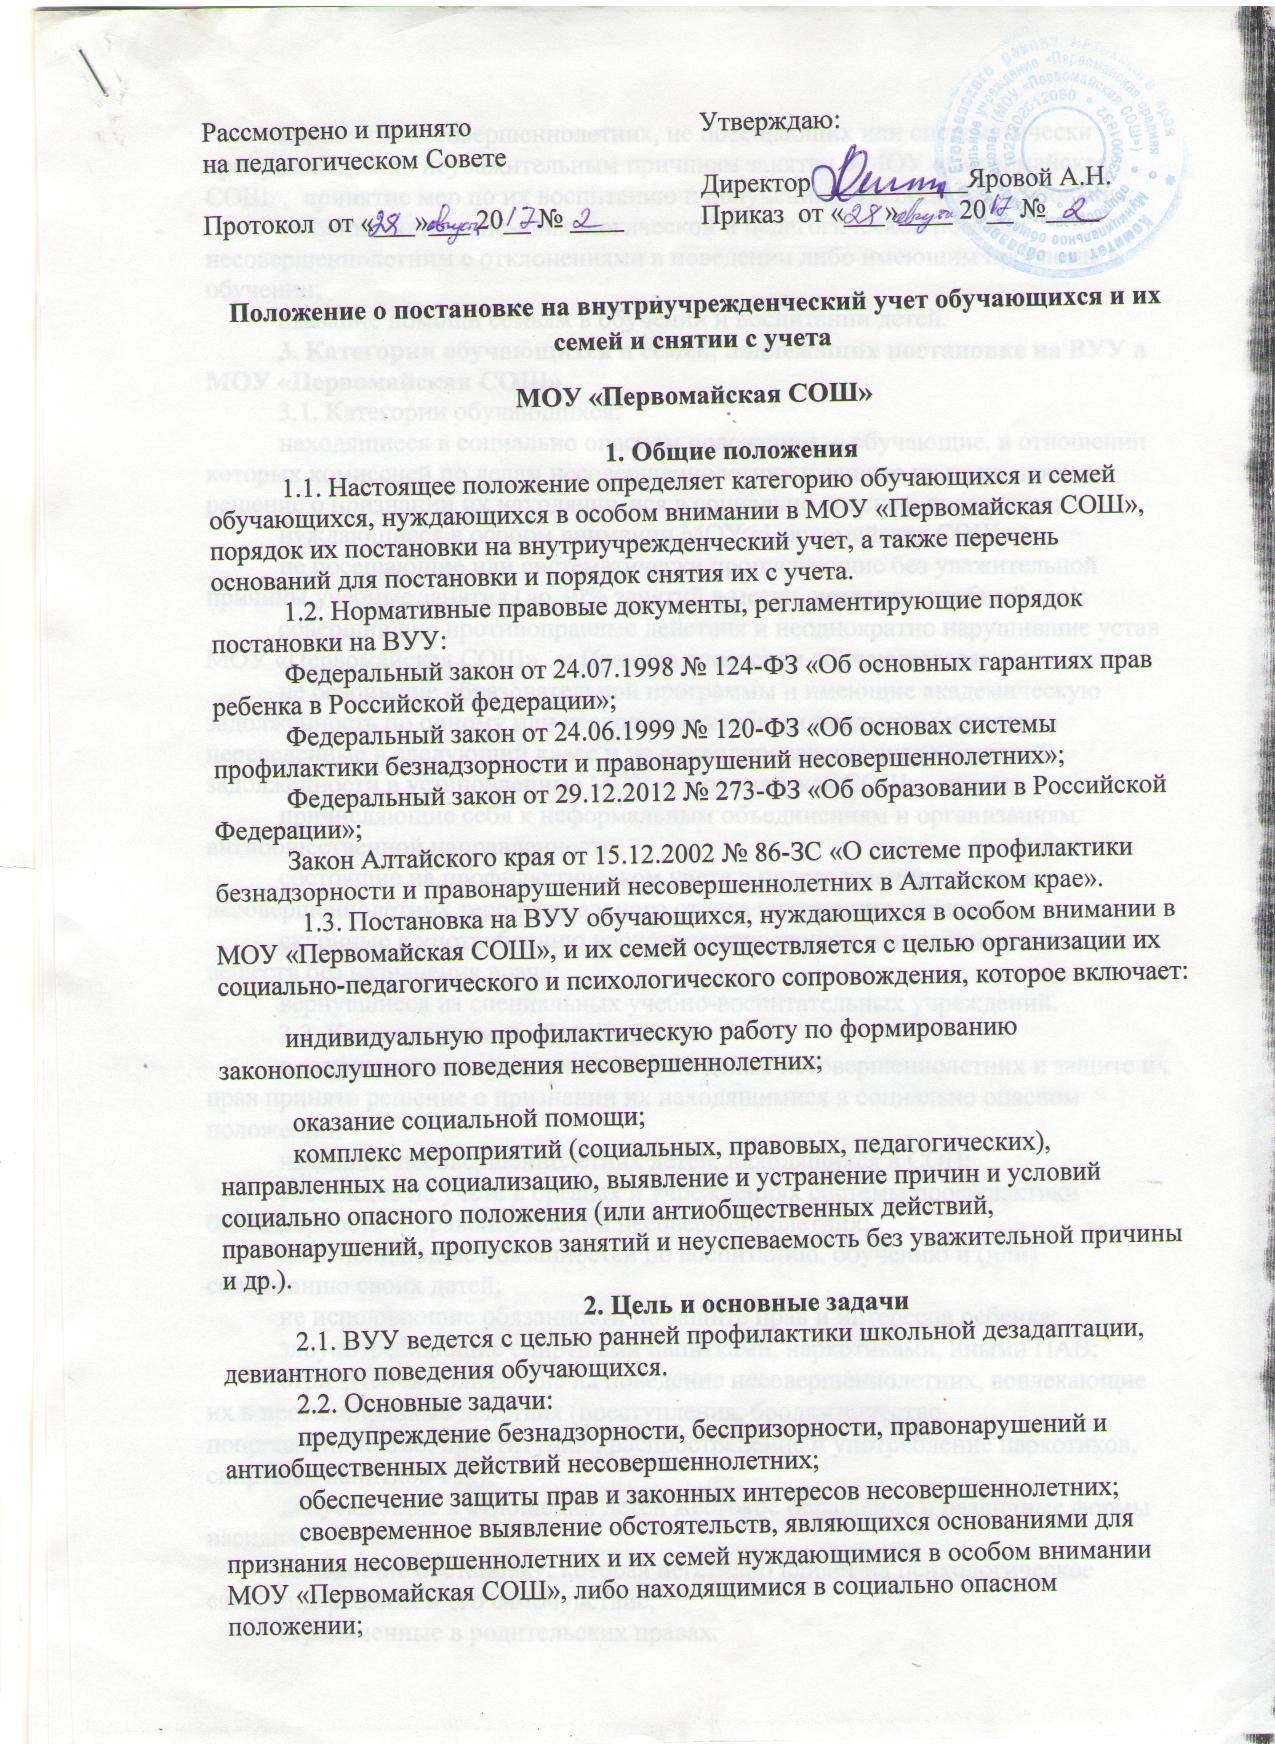 Рассмотрено и принято
на педагогическом Совете
Протокол от «28» август 2017 № 2
Утверждаю:
Директор Яровой А.Н.
Приказ от «28» августа 2017 № 2
Положение о постановке на внутриучрежденческий учет обучающихся и их
семей и снятии с учета
МОУ «Первомайская СОШ»
1. Общие положения
1.1. Настоящее положение определяет категорию обучающихся и семей
обучающихся, нуждающихся в особом внимании в МОУ «Первомайская СОШ»,
порядок их постановки на внутриучрежденческий учет, а также перечень
оснований для постановки и порядок снятия их с учета.
1.2. Нормативные правовые документы, регламентирующие порядок
постановки на ВУУ:
Федеральный закон от 24.07.1998 № 124-ФЗ «Об основных гарантиях прав
ребенка в Российской федерации»;
Федеральный закон от 24.06.1999 № 120-ФЗ «Об основах системы
профилактики безнадзорности и правонарушений несовершеннолетних»;
Федеральный закон от 29.12.2012 № 273-ФЗ «Об образовании в Российской
Федерации»;
Закон Алтайского края от 15.12.2002 № 86-ЗС «О системе профилактики
безнадзорности и правонарушений несовершеннолетних в Алтайском крае».
1.3. Постановка на ВУУ обучающихся, нуждающихся в особом внимании в
МОУ «Первомайская СОШ», и их семей осуществляется с целью организации их
социально-педагогического и психологического сопровождения, которое включает:
индивидуальную профилактическую работу по формированию
законопослушного поведения несовершеннолетних;
оказание социальной помощи;
комплекс мероприятий (социальных, правовых, педагогических),
направленных на социализацию, выявление и устранение причин и условий
социально опасного положения (или антиобщественных действий,
правонарушений, пропусков занятий и неуспеваемость без уважительной причины
и др.).
2. Цель и основные задачи
2.1. ВУУ ведется с целью ранней профилактики школьной дезадаптации,
девиантного поведения обучающихся.
2.2. Основные задачи:
предупреждение безнадзорности, беспризорности, правонарушений и
антиобщественных действий несовершеннолетних;
обеспечение защиты прав и законных интересов несовершеннолетних;
своевременное выявление обстоятельств, являющихся основаниями для
признания несовершеннолетних и их семей нуждающимися в особом внимании
МОУ «Первомайская СОШ», либо находящимися в социально опасном
положении;